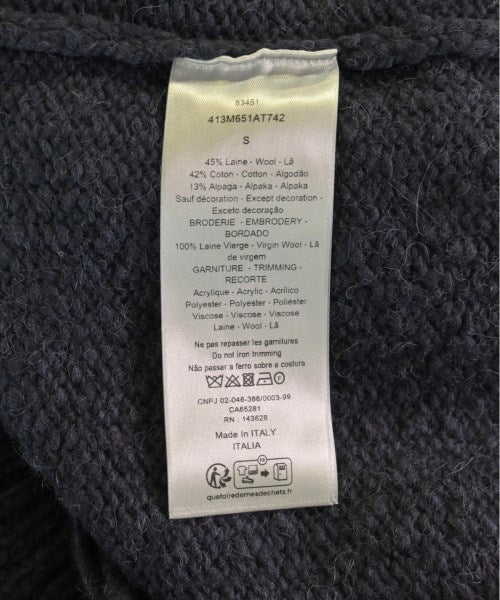 83451
413M651AT742
S
45% Laine - Wool - Lã
42% Coton - Cotton - Algodão
13% Alpaga - Alpaka - Alpaka
Sauf décoration - Except decoration -
Exceto decoração
BRODERIE - EMBRODERY -
BORDADO
100% Laine Vierge - Virgin Wool - Lã
de virgem
GARNITURE - TRIMMING -
RECORTE
Acrylique - Acrylic - Acrílico
Polyester - Polyester - Poliéster
Viscose - Viscose - Viscose
Laine - Wool - Lã
Ne pas repasser les garnitures
Do not iron trimming
Não passar a ferro sobre a costura
CNPJ 02-046-386/0003-99
CA65281
RN : 143628
Made In ITALY
ITALIA
FR
quefairedemesdechets.fr